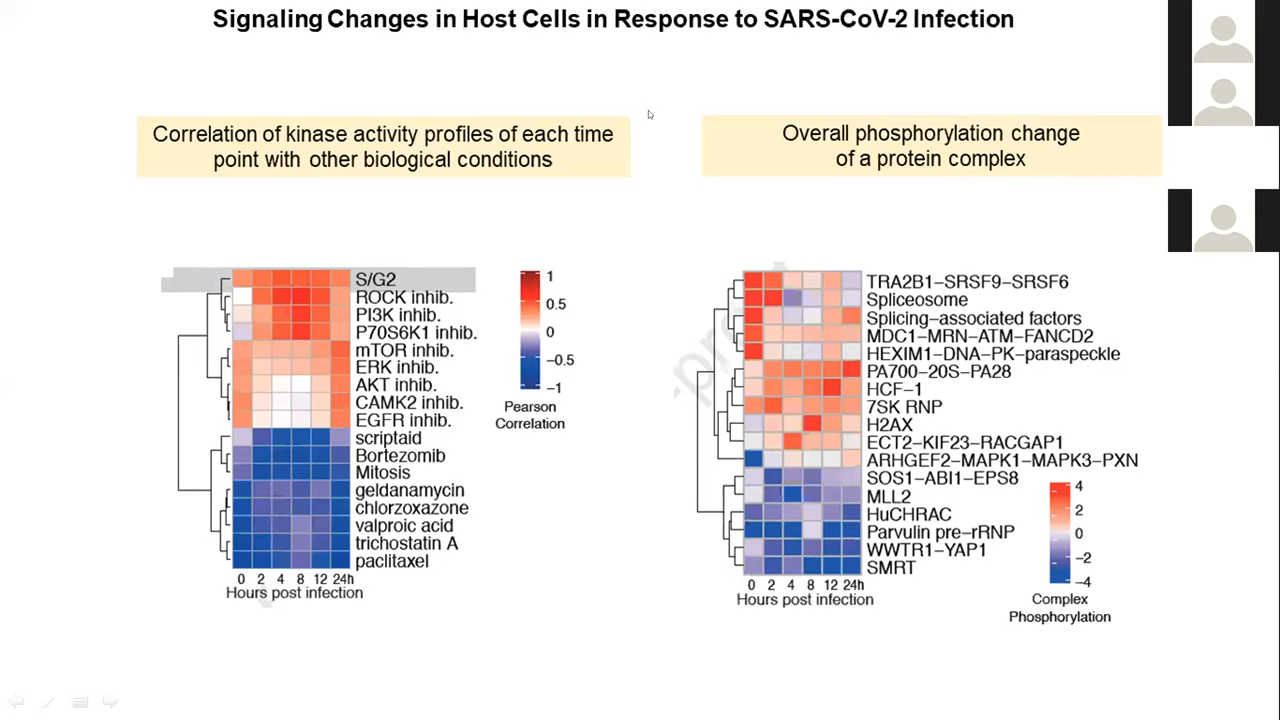 Signaling Changes in Host Cells in Response to SARS-CoV-2 Infection
Correlation of kinase activity profiles of each time
point with other biological conditions
S/G2
ROCK inhib.
PI3K inhib.
P70S6K1 inhib.
mTOR inhib.
ERK inhib.
AKT inhib.
CAMK2 inhib.
EGFR inhib.
scriptaid
Bortezomib
Mitosis
geldanamycin
chlorzoxazone
valproic acid
trichostatin A
paclitaxel
0 2 4 8 12 24h
Hours post infection
1
0.5
0
−0.5
−1
Pearson
Correlation
Overall phosphorylation change
of a protein complex
TRA2B1−SRSF9−SRSF6
Spliceosome
Splicing−associated factors
MDC1−MRN−ATM−FANCD2
HEXIM1−DNA−PK−paraspeckle
PA700−20S−PA28
HCF−1
7SK RNP
H2AX
ECT2−KIF23−RACGAP1
ARHGEF2−MAPK1−MAPK3−PXN
SOS1−ABI1−EPS8
MLL2
HuCHRAC
Parvulin pre−rRNP
WWTR1−YAP1
SMRT
0 2 4 8 12 24h
Hours post infection
4
2
0
−2
−4
Complex
Phosphorylation